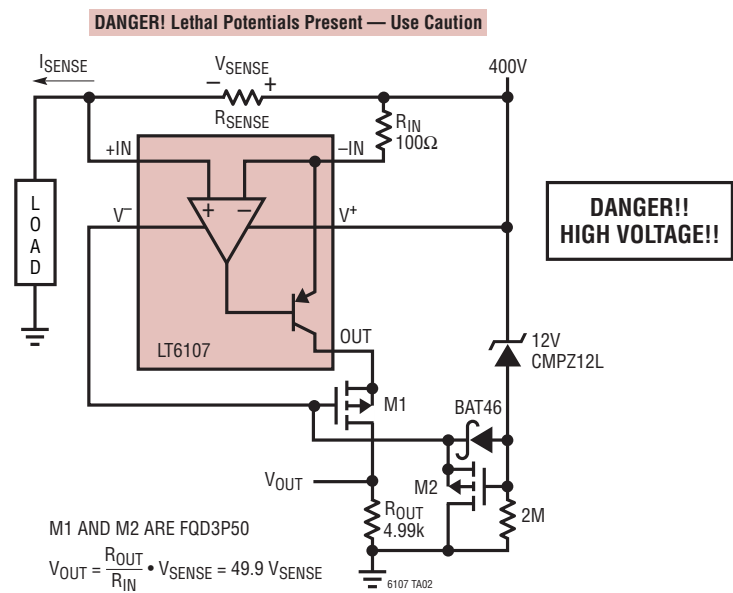 DANGER! Lethal Potentials Present — Use Caution
ISENSE
VSENSE
– +
RSENSE
400V
RIN
100Ω
+IN
–IN
LOAD
V–
+ –
V+
DANGER!!
HIGH VOLTAGE!!
OUT
LT6107
12V
CMPZ12L
M1
BAT46
VOUT
M2
ROUT
4.99k
2M
M1 AND M2 ARE FQD3P50
VOUT = ROUT/RIN • VSENSE = 49.9 VSENSE
6107 TA02